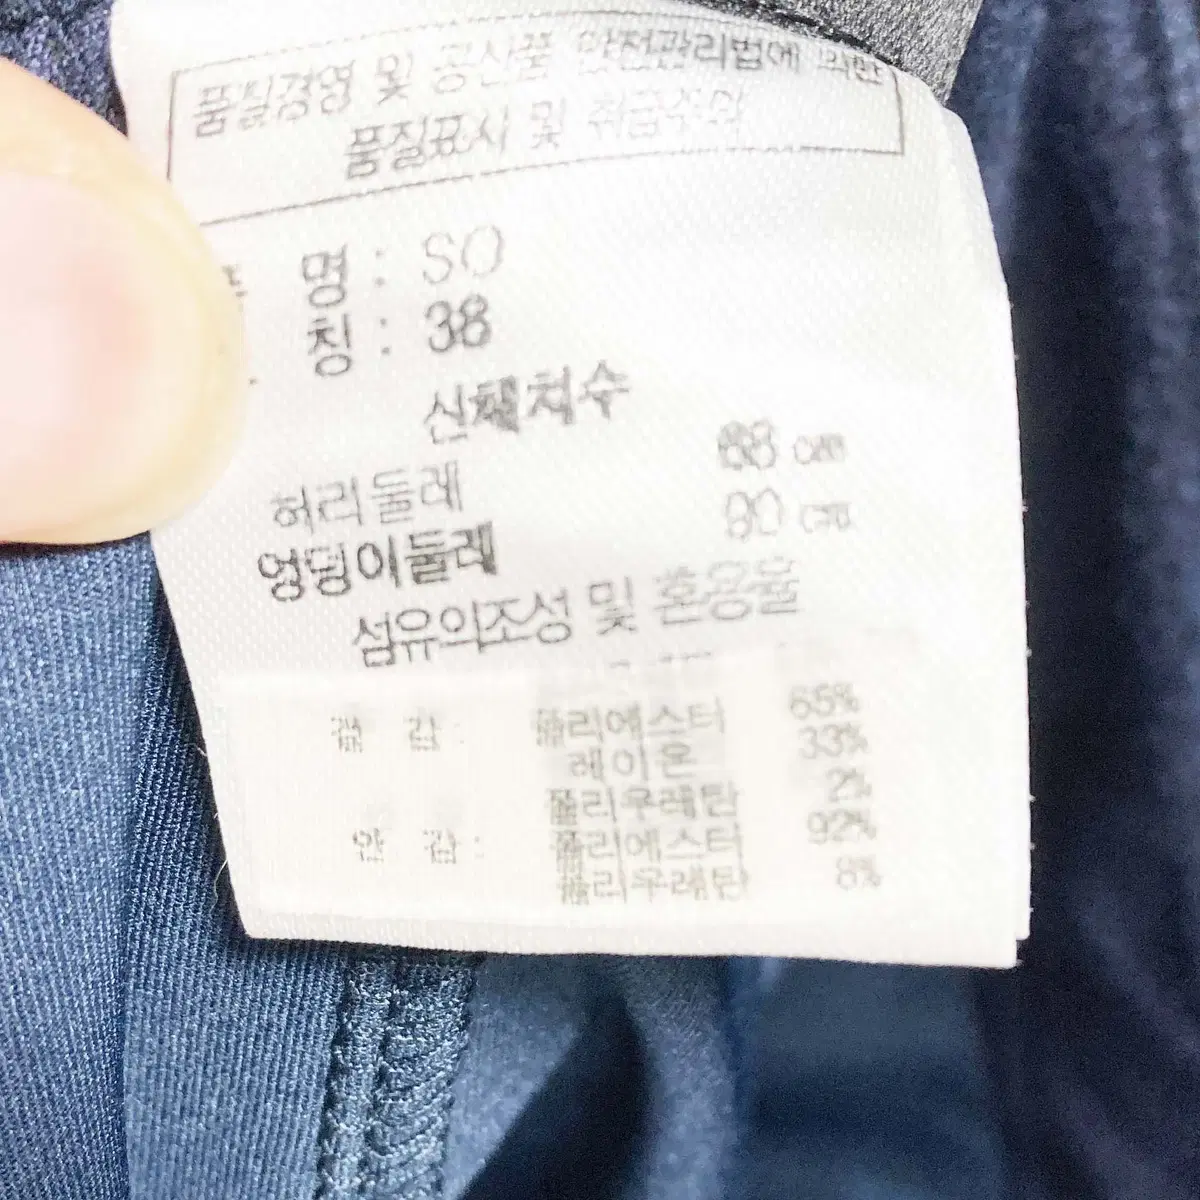 품질경영 및 공산품 안전관리법에 의한
품질표시 및 취급주의
명 : SO
칭 : 38
신체치수
허리둘레
엉덩이둘레
섬유의조성 및 혼용율
겉 감 : 폴리에스터 65%
레이온 33%
폴리우레탄 2%
안 감 : 폴리에스터 92%
폴리우레탄 8%